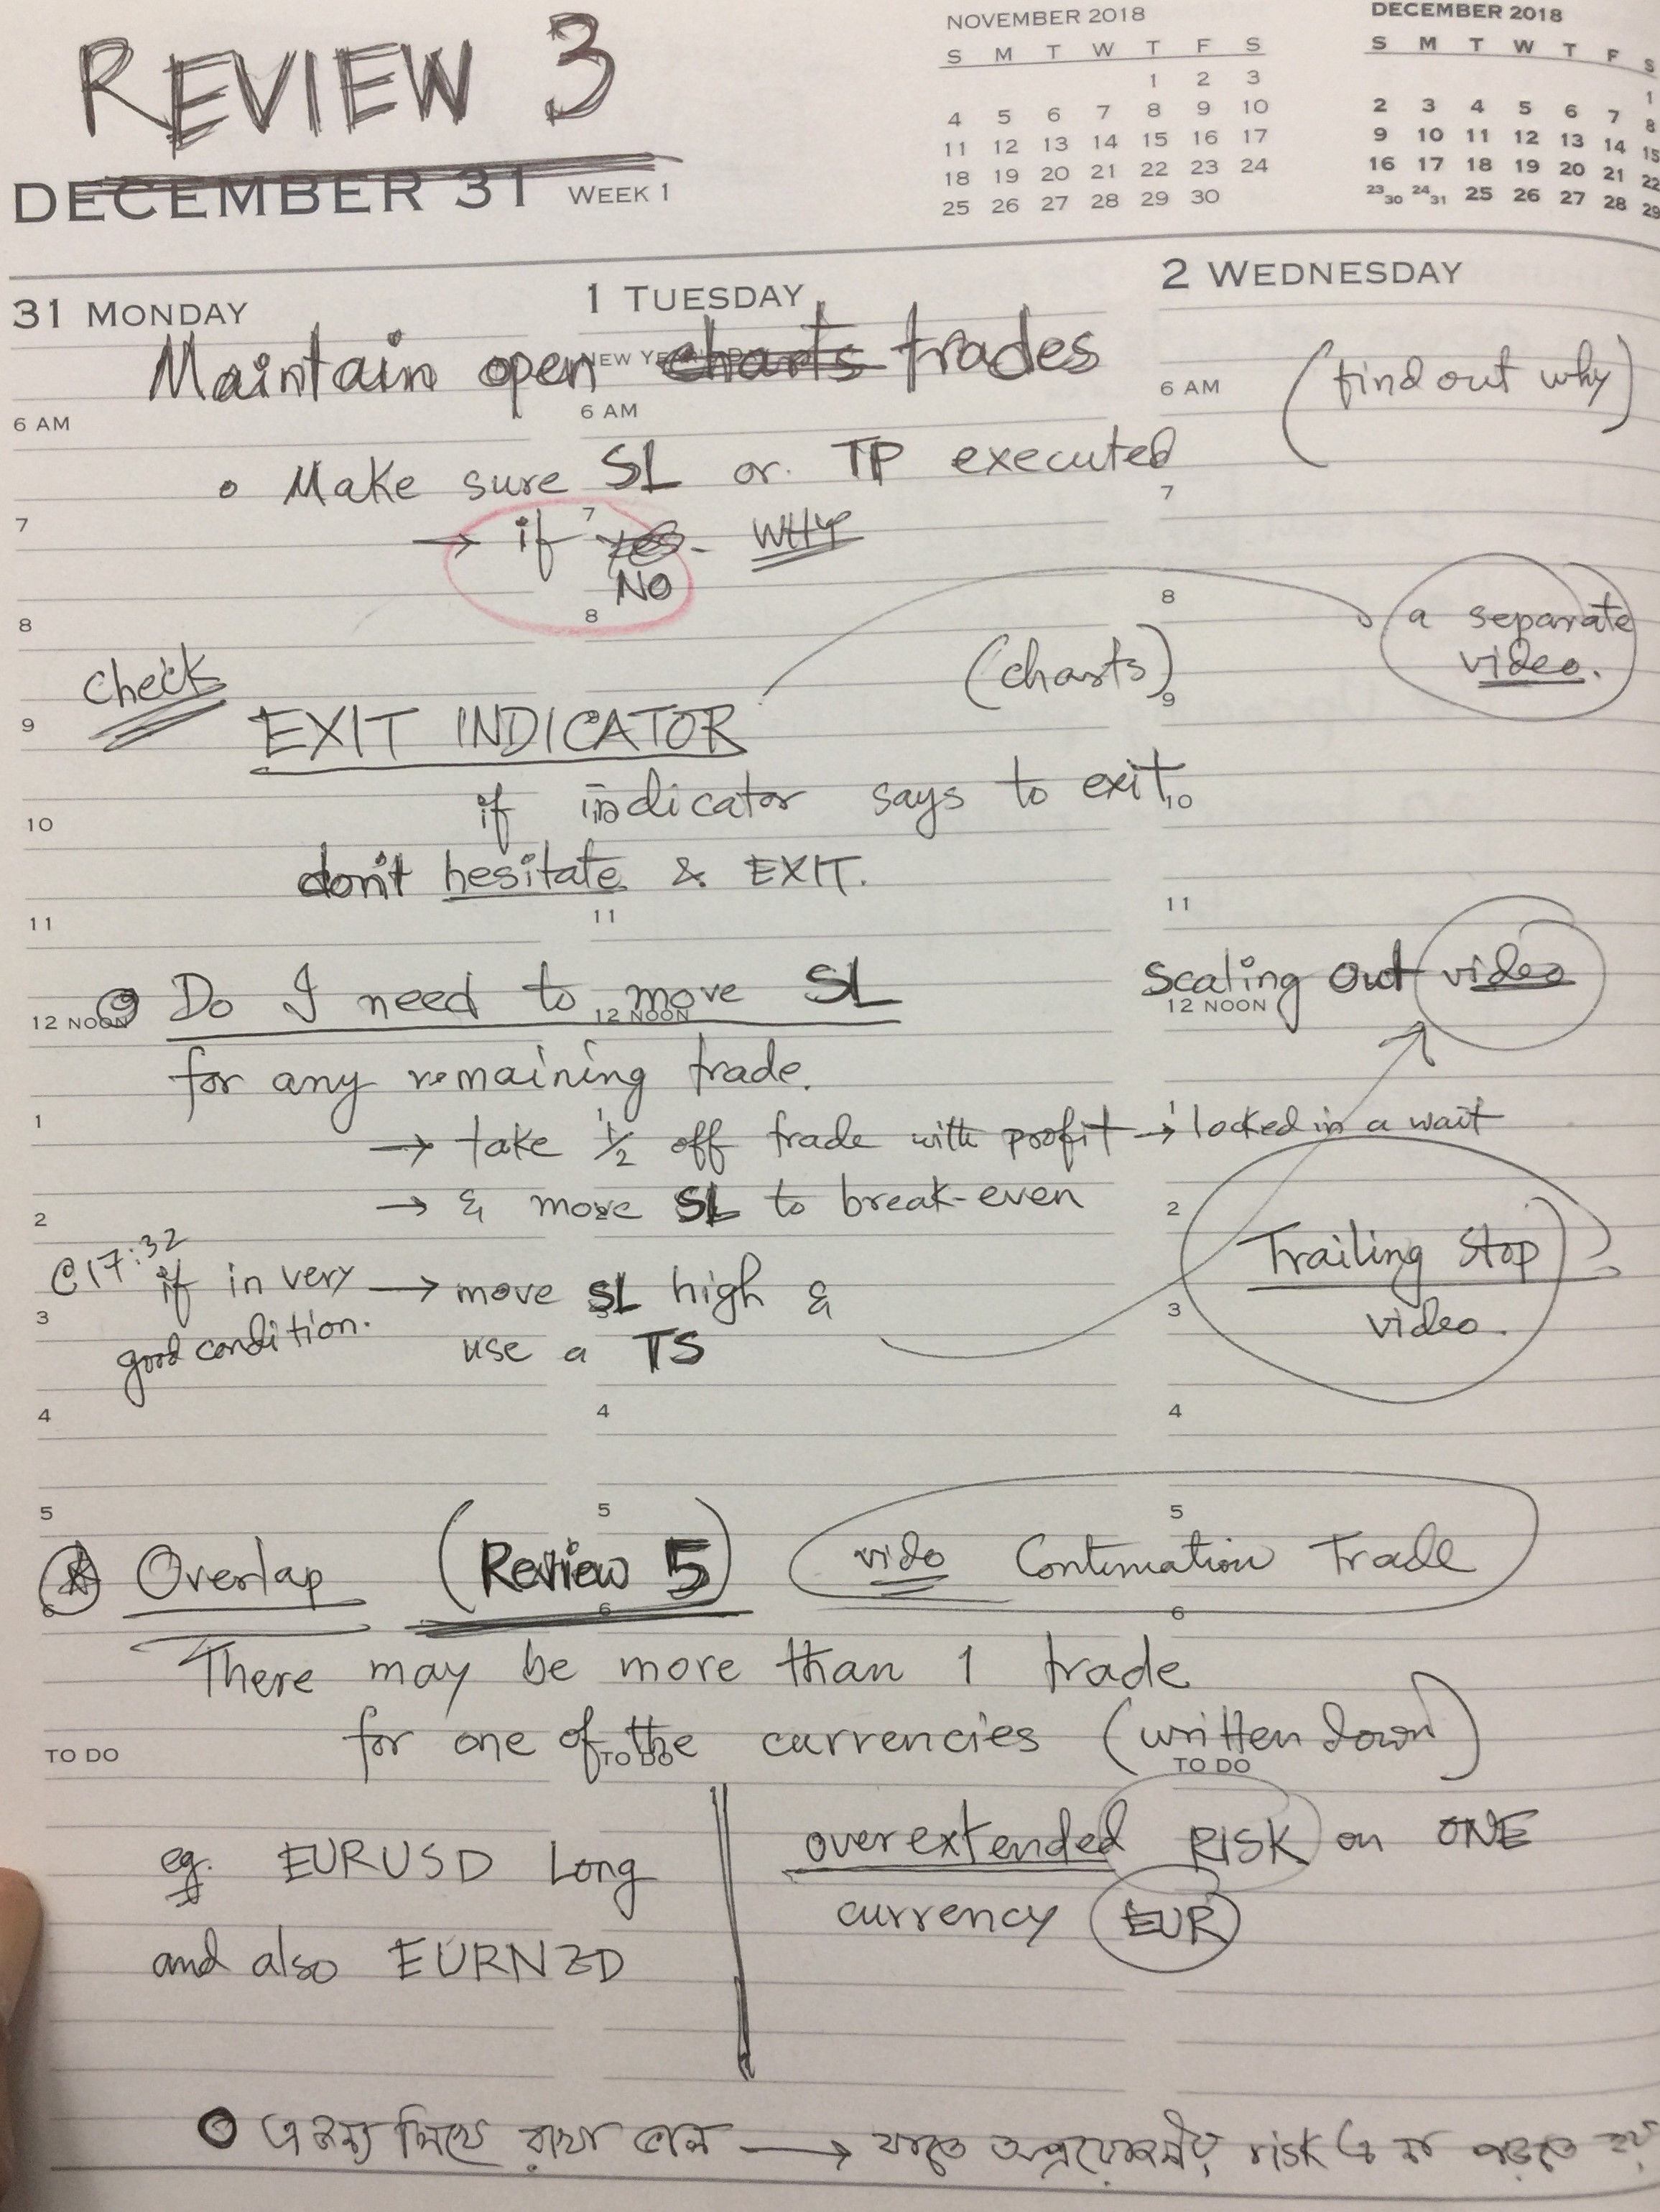 REVIEW 3
NOVEMBER 2018
S M T W T F S
1 2 3
4 5 6 7 8 9 10
11 12 13 14 15 16 17
18 19 20 21 22 23 24
25 26 27 28 29 30
DECEMBER 2018
S M T W T F S
1
2 3 4 5 6 7 8
9 10 11 12 13 14 15
16 17 18 19 20 21 22
23 30 24 31 25 26 27 28 29
DECEMBER 31 WEEK 1
31 MONDAY 1 TUESDAY 2 WEDNESDAY
Maintain open charts trades (find out why)
6 AM 6 AM 6 AM
Make sure SL or TP executed
7 7 7
→ if yes NO - WHY
8 8 8
a separate
video.
Check
(charts)
9 9
EXIT INDICATOR
if indicator says to exit
10 10
don't hesitate & EXIT.
11 11 11
Do I need to move SL
Scaling Out video
12 NOON 12 NOON 12 NOON
for any remaining trade.
1 1 1
→ take 1/2 off trade with profit → locked in a wait
→ & move SL to break-even
2 2
@17:32
if in very → move SL high &
good condition. use a TS
Trailing Stop
video.
3 3
4 4 4
5 5 5
Overlap (Review 5) video Continuation Trade
6 6 6
There may be more than 1 trade
for one of the currencies (written down)
TO DO TO DO TO DO
eg. EURUSD Long
and also EURNZD
overextended RISK on ONE
currency EUR
এ জন্য লিখে রাখা ভাল → যাতে অপ্রয়োজনীয় risk এ না পড়তে হয়